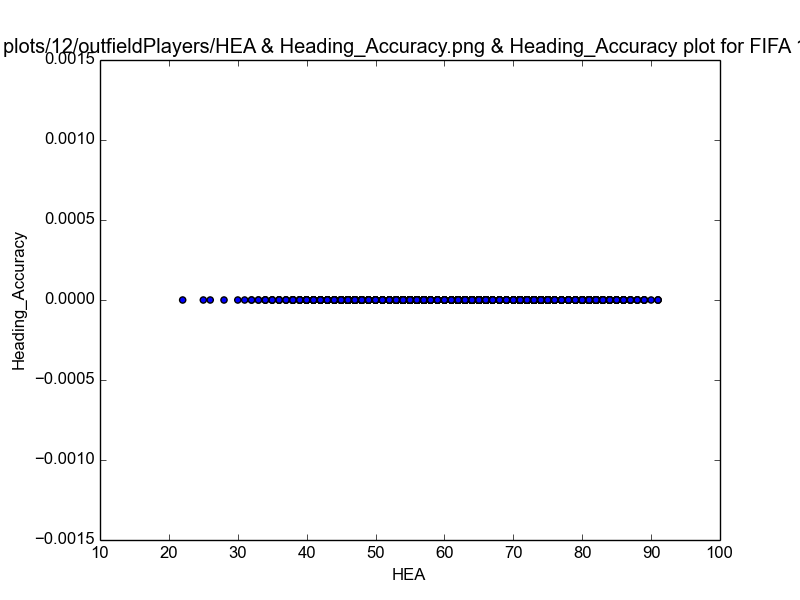 plots/12/outfieldPlayers/HEA & Heading_Accuracy.png & Heading_Accuracy plot for FIFA 1
0.0015
0.0010
0.0005
0.0000
−0.0005
−0.0010
−0.0015
Heading_Accuracy
10 20 30 40 50 60 70 80 90 100
HEA